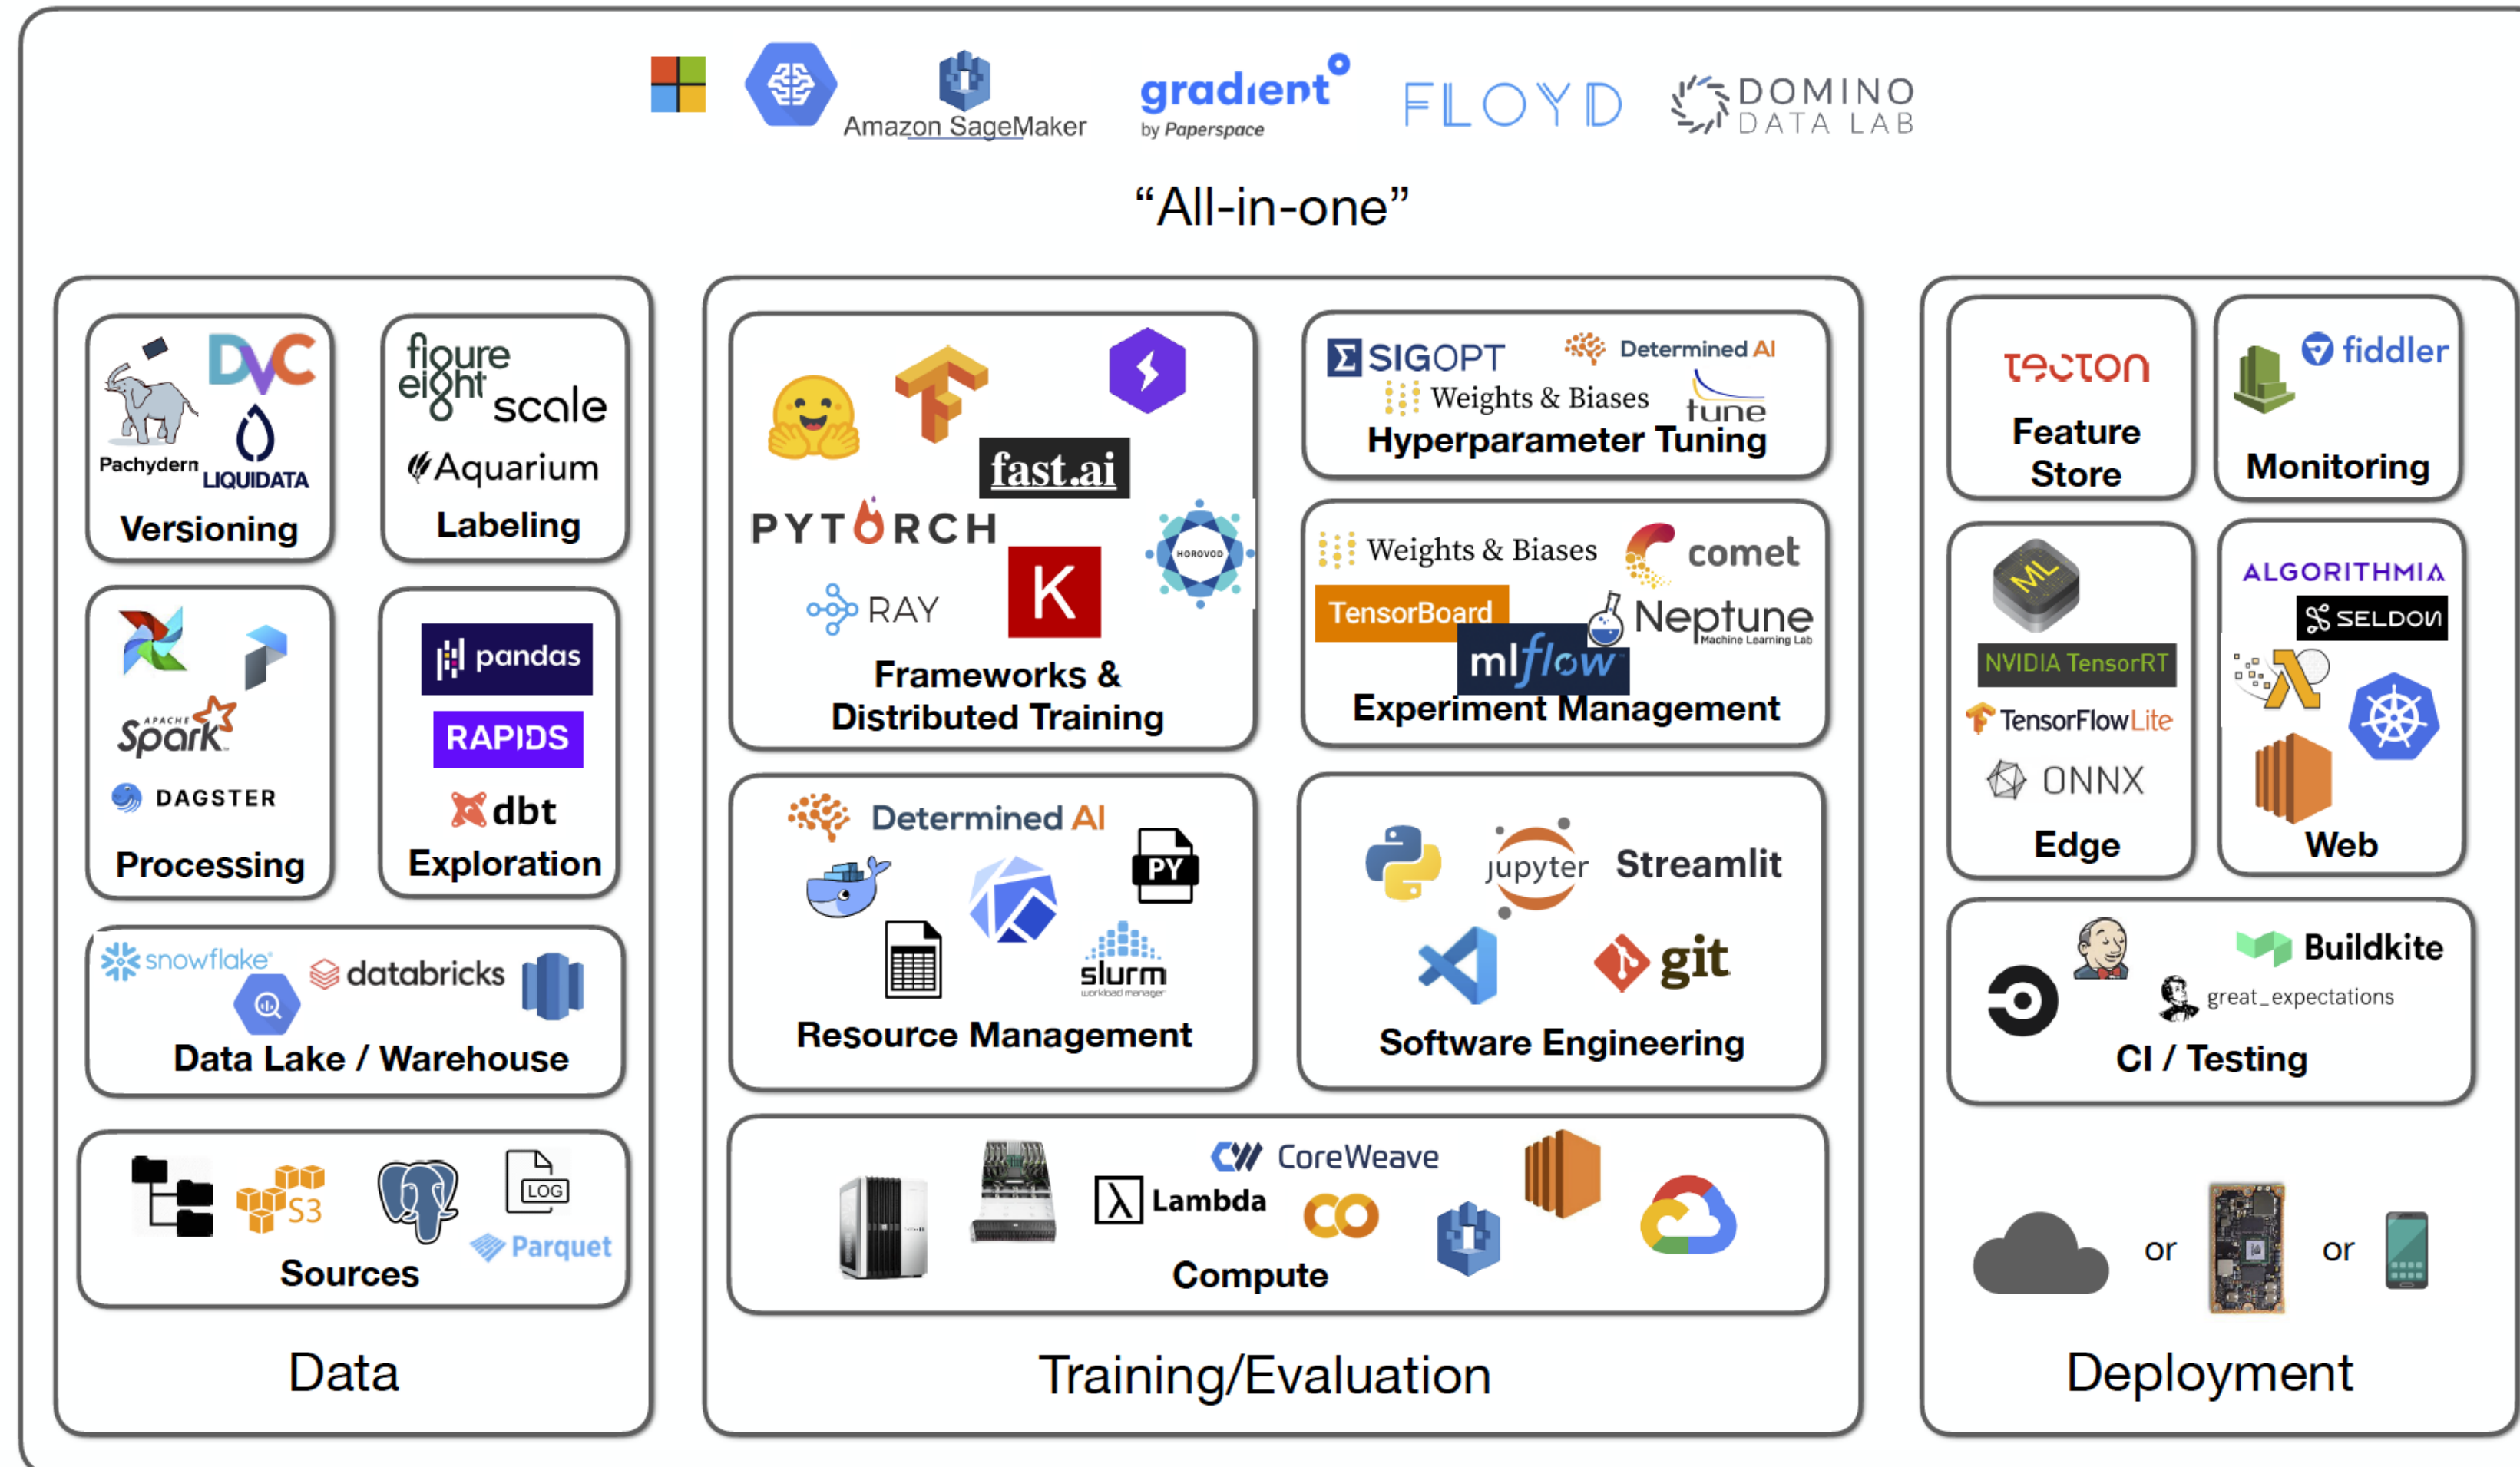 Amazon SageMaker
gradient
by Paperspace
FLOYD
DOMINO
DATA LAB
“All-in-one”
DVC
Pachyderm
LIQUIDATA
Versioning
figure
eight
scale
Aquarium
Labeling
APACHE
Spark
DAGSTER
Processing
pandas
RAPIDS
dbt
Exploration
snowflake
databricks
Data Lake / Warehouse
S3
LOG
Parquet
Sources
Data
fast.ai
PYTORCH
HOROVOD
RAY
K
Frameworks &
Distributed Training
SIGOPT
Determined AI
Weights & Biases
tune
Hyperparameter Tuning
Weights & Biases
comet
TensorBoard
Neptune
Machine Learning Lab
mlflow
Experiment Management
Determined AI
PY
slurm
workload manager
Resource Management
jupyter
Streamlit
git
Software Engineering
CoreWeave
Lambda
Compute
Training/Evaluation
TECTON
Feature
Store
fiddler
Monitoring
ML
NVIDIA TensorRT
TensorFlowLite
ONNX
Edge
ALGORITHMIA
SELDON
Web
Buildkite
great_expectations
CI / Testing
or
or
Deployment